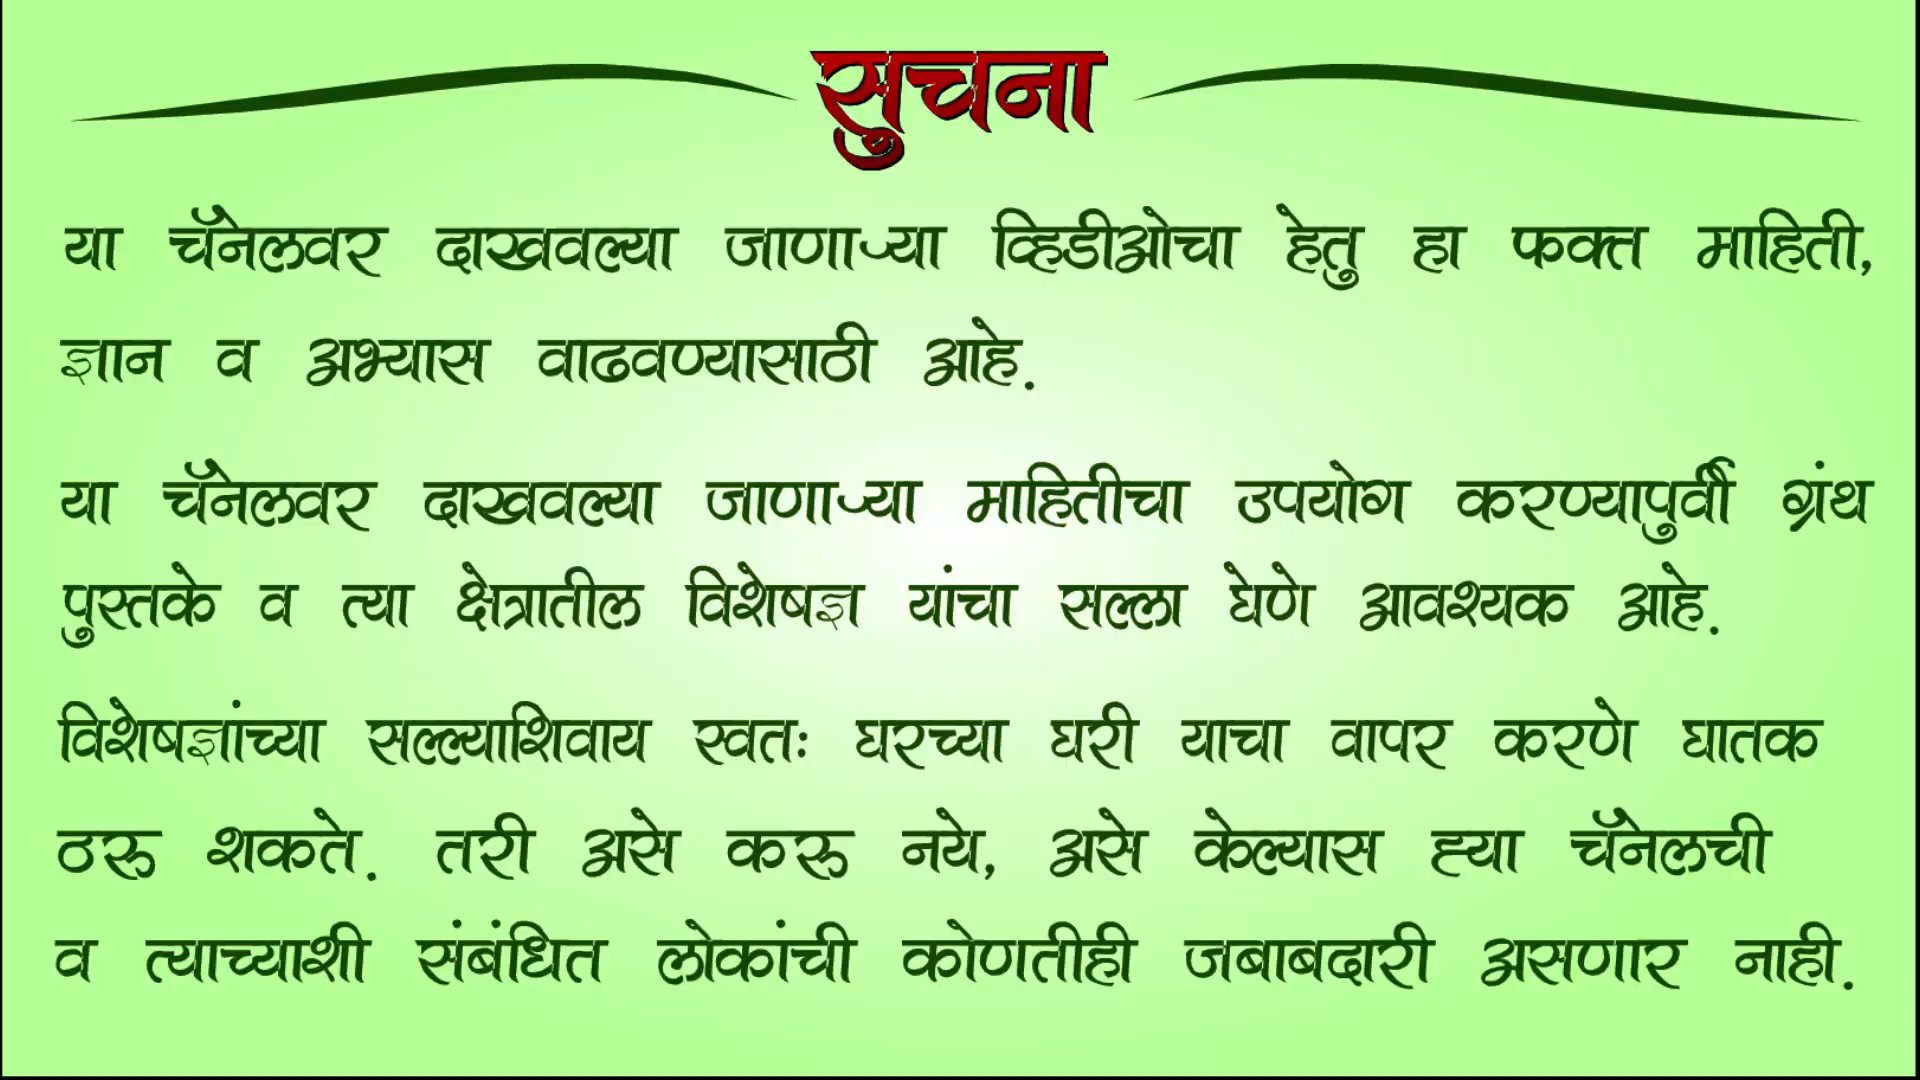 सुचना
या चॅनेलवर दाखवल्या जाणाऱ्या व्हिडीओचा हेतु हा फक्त माहिती,
ज्ञान व अभ्यास वाढवण्यासाठी आहे.
या चॅनेलवर दाखवल्या जाणाऱ्या माहितीचा उपयोग करण्यापुर्वी ग्रंथ
पुस्तके व त्या क्षेत्रातील विशेषज्ञ यांचा सल्ला घेणे आवश्यक आहे.
विशेषज्ञांच्या सल्ल्याशिवाय स्वतः घरच्या घरी याचा वापर करणे घातक
ठरु शकते. तरी असे करु नये, असे केल्यास ह्या चॅनेलची
व त्याच्याशी संबंधित लोकांची कोणतीही जबाबदारी असणार नाही.